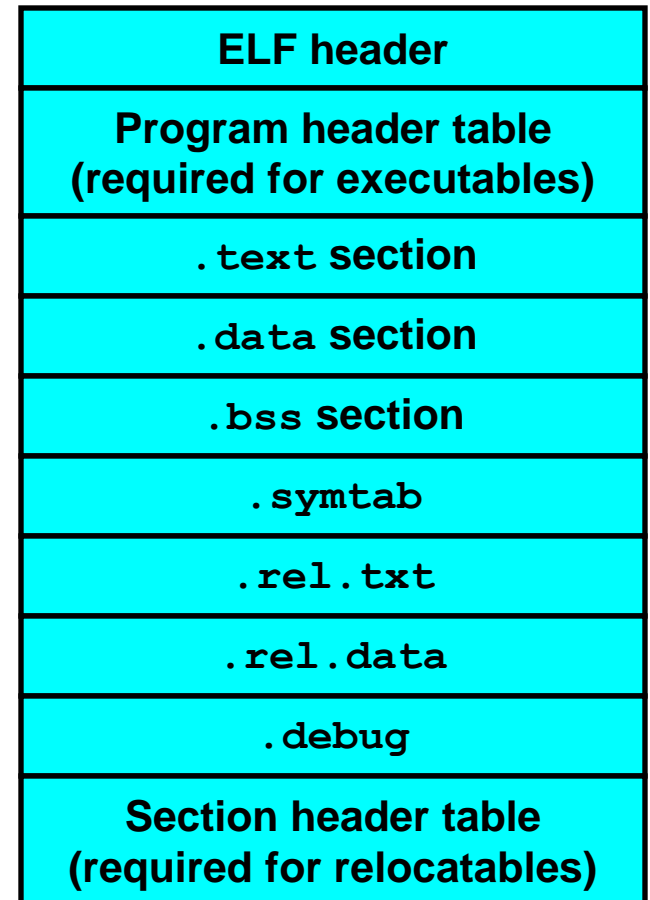 ELF header
Program header table
(required for executables)
.text section
.data section
.bss section
.symtab
.rel.txt
.rel.data
.debug
Section header table
(required for relocatables)